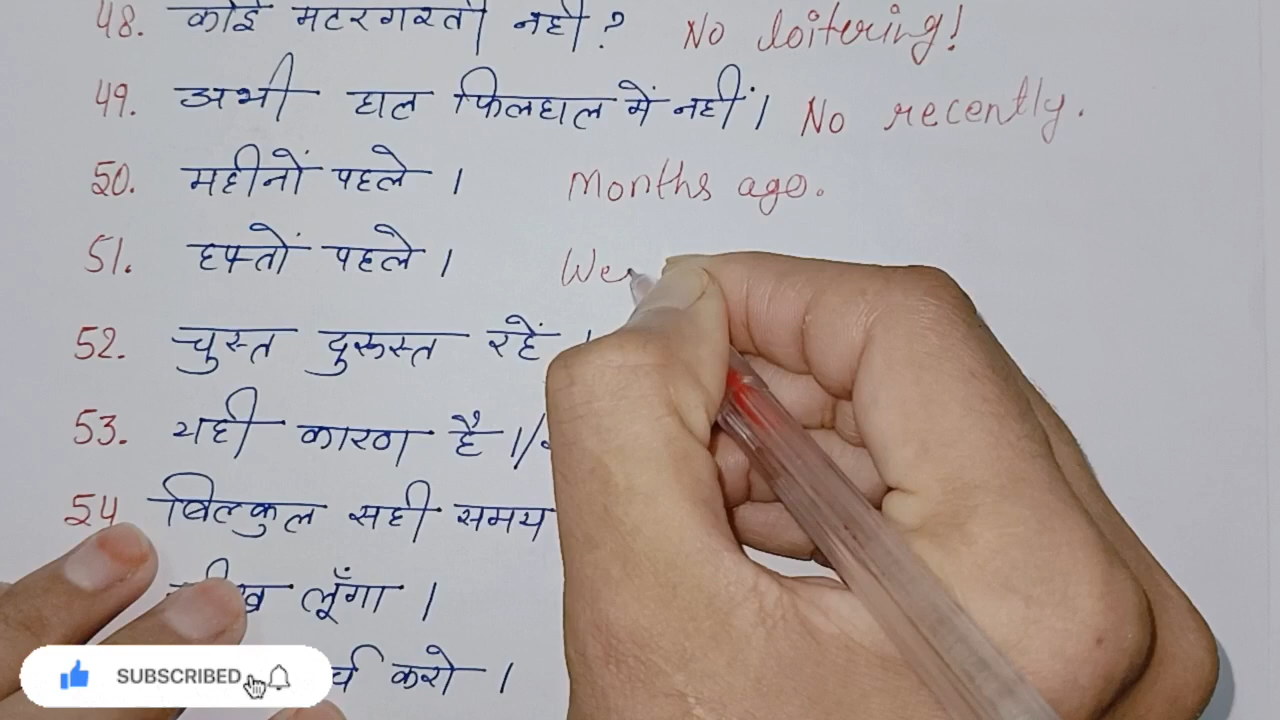 48. कोई मटरगस्ती नहीं? No loitering!
49. अभी हाल फिलहाल में नहीं। No recently.
50. महीनों पहले । Months ago.
51. हफ्तों पहले । We
52. चुस्त दुरूस्त रहें ।
53. यही कारण है ।/
54 बिल्कुल सही समय
लूँगा ।
करो ।
SUBSCRIBED